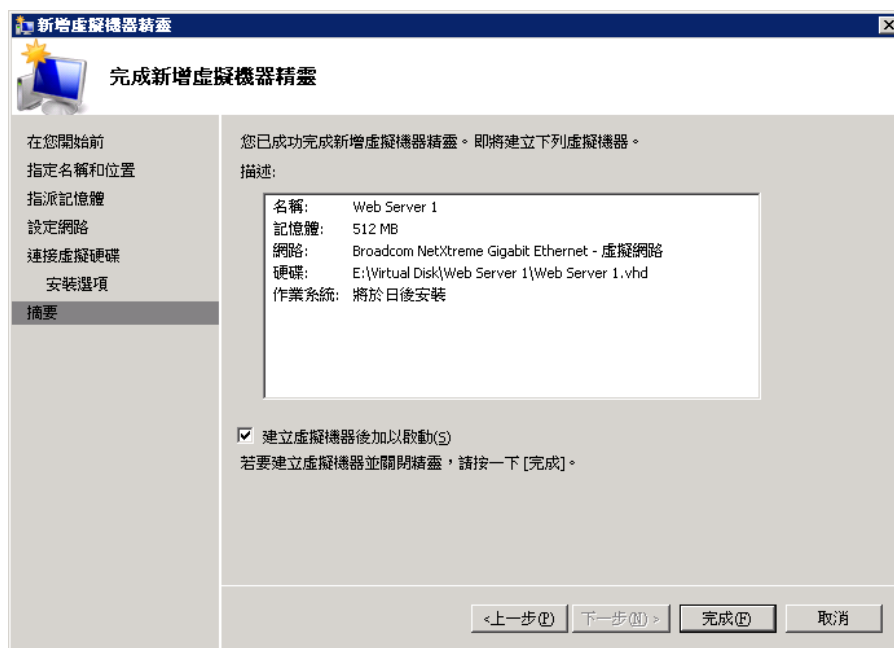 新增虛擬機器精靈
完成新增虛擬機器精靈
在您開始前
指定名稱和位置
指派記憶體
設定網路
連接虛擬硬碟
安裝選項
摘要
您已成功完成新增虛擬機器精靈。即將建立下列虛擬機器。
描述:
名稱: Web Server 1
記憶體: 512 MB
網路: Broadcom NetXtreme Gigabit Ethernet - 虛擬網路
硬碟: E:\Virtual Disk\Web Server 1\Web Server 1.vhd
作業系統: 將於日後安裝
建立虛擬機器後加以啟動(S)
若要建立虛擬機器並關閉精靈，請按一下 [完成]。
<上一步(P) 下一步(N) > 完成(F) 取消